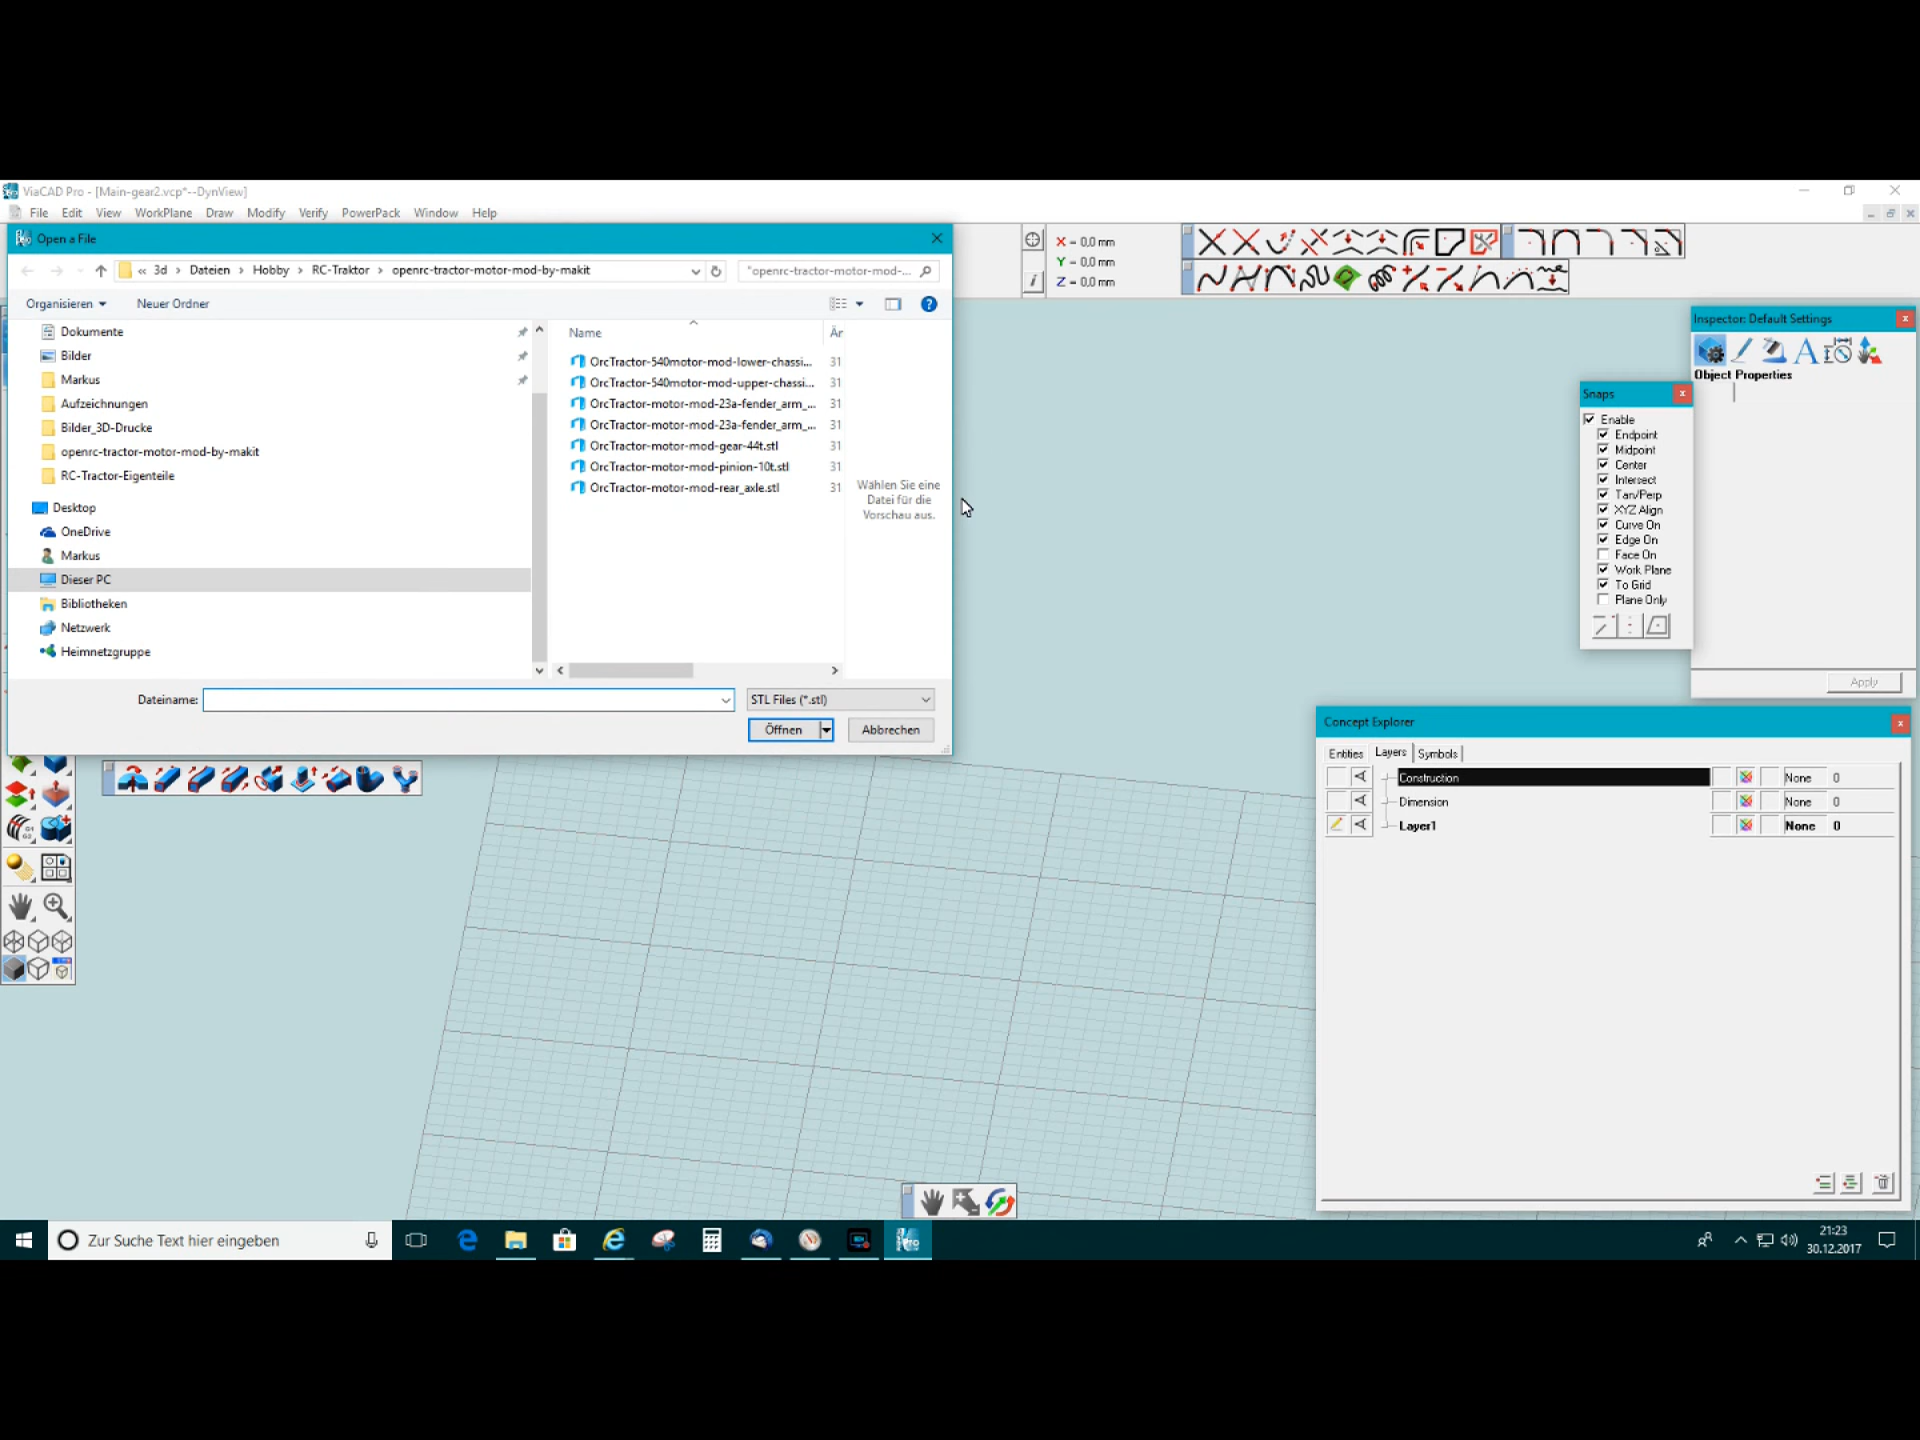 ViaCAD Pro - [Main-gear2.vcp*--DynView]
File Edit View WorkPlane Draw Modify Verify PowerPack Window Help
Open a File
« 3d › Dateien › Hobby › RC-Traktor › openrc-tractor-motor-mod-by-makit
"openrc-tractor-motor-mod-...
Organisieren Neuer Ordner
Dokumente
Bilder
Markus
Aufzeichnungen
Bilder_3D-Drucke
openrc-tractor-motor-mod-by-makit
RC-Tractor-Eigenteile
Desktop
OneDrive
Markus
Dieser PC
Bibliotheken
Netzwerk
Heimnetzgruppe
Name Är
OrcTractor-540motor-mod-lower-chassi... 31
OrcTractor-540motor-mod-upper-chassi... 31
OrcTractor-motor-mod-23a-fender_arm_... 31
OrcTractor-motor-mod-23a-fender_arm_... 31
OrcTractor-motor-mod-gear-44t.stl 31
OrcTractor-motor-mod-pinion-10t.stl 31
OrcTractor-motor-mod-rear_axle.stl 31
Wählen Sie eine
Datei für die
Vorschau aus.
Dateiname:
STL Files (*.stl)
Öffnen
Abbrechen
X = 0,0 mm
Y = 0,0 mm
Z = 0,0 mm
Inspector: Default Settings
Object Properties
Apply
Snaps
Enable
Endpoint
Midpoint
Center
Intersect
Tan/Perp
XYZ Align
Curve On
Edge On
Face On
Work Plane
To Grid
Plane Only
Concept Explorer
Entities Layers Symbols
Construction None 0
Dimension None 0
Layer1 None 0
Zur Suche Text hier eingeben
21:23
30.12.2017